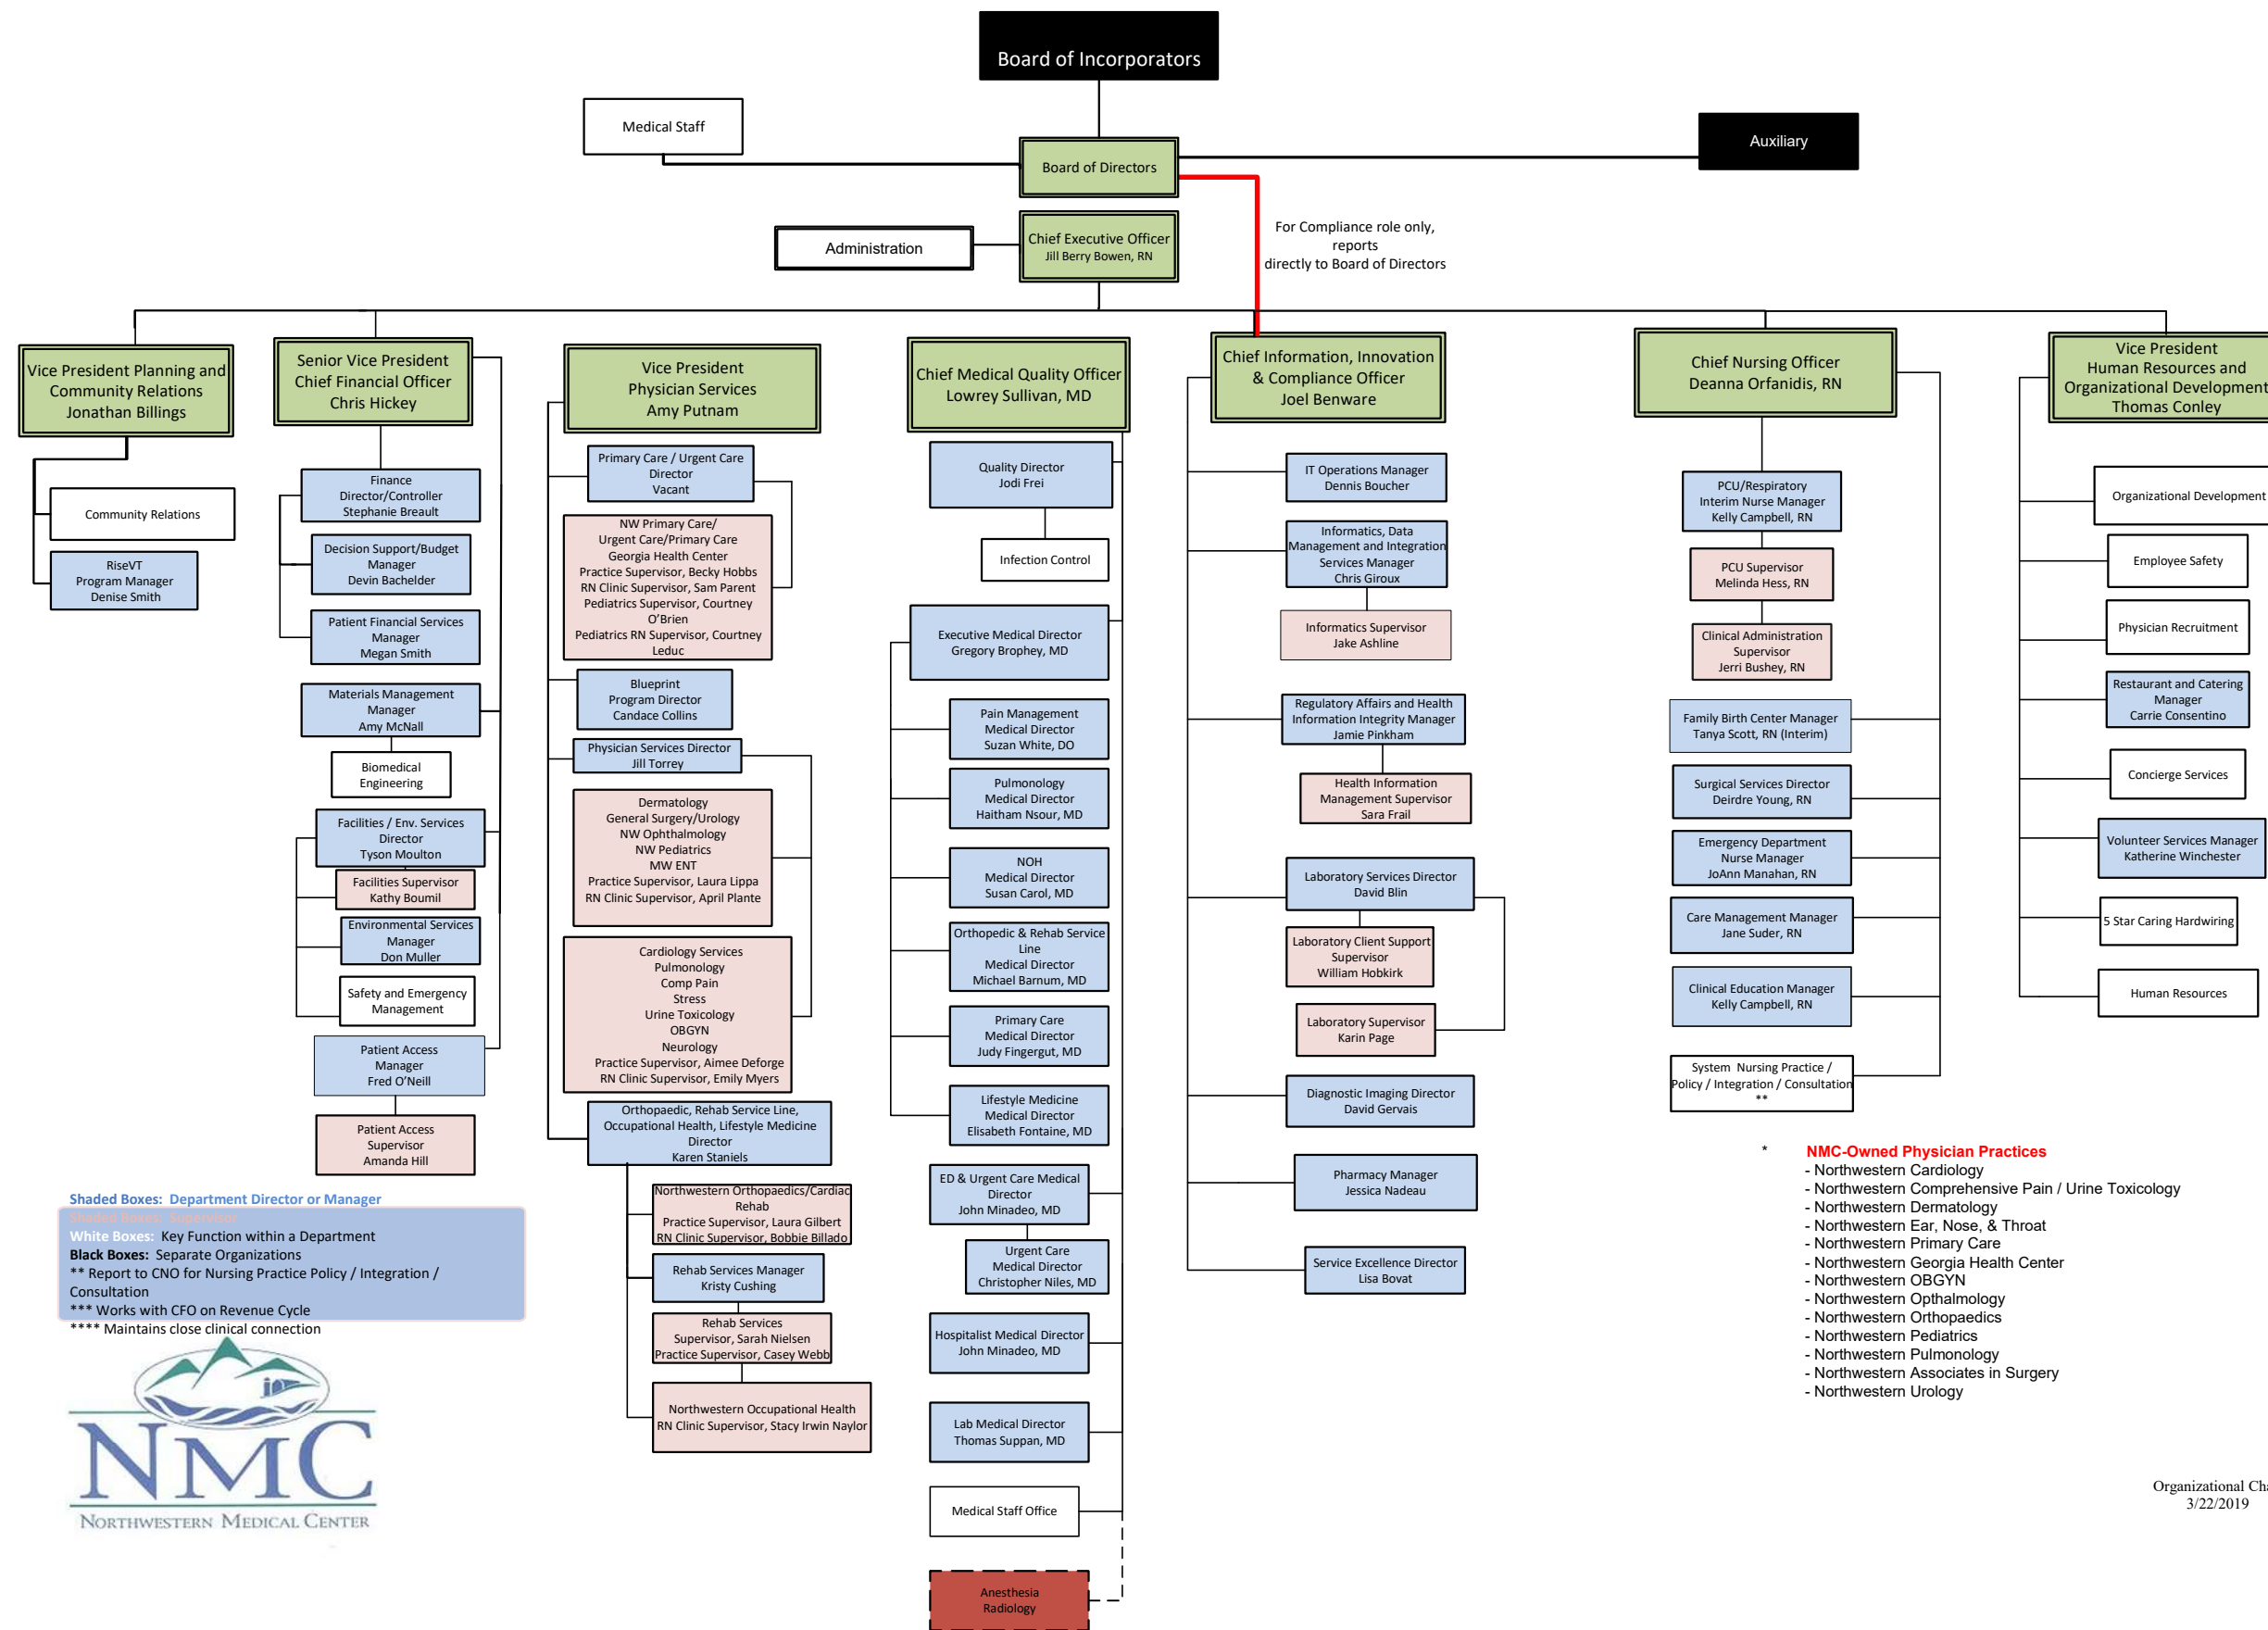 Board of Incorporators
Medical Staff
Auxiliary
Board of Directors
Administration
Chief Executive Officer
Jill Berry Bowen, RN
For Compliance role only,
reports
directly to Board of Directors
Vice President Planning and
Community Relations
Jonathan Billings
Community Relations
RiseVT
Program Manager
Denise Smith
Senior Vice President
Chief Financial Officer
Chris Hickey
Finance
Director/Controller
Stephanie Breault
Decision Support/Budget
Manager
Devin Bachelder
Patient Financial Services
Manager
Megan Smith
Materials Management
Manager
Amy McNall
Biomedical
Engineering
Facilities / Env. Services
Director
Tyson Moulton
Facilities Supervisor
Kathy Boumil
Environmental Services
Manager
Don Muller
Safety and Emergency
Management
Patient Access
Manager
Fred O’Neill
Patient Access
Supervisor
Amanda Hill
Vice President
Physician Services
Amy Putnam
Primary Care / Urgent Care
Director
Vacant
NW Primary Care/
Urgent Care/Primary Care
Georgia Health Center
Practice Supervisor, Becky Hobbs
RN Clinic Supervisor, Sam Parent
Pediatrics Supervisor, Courtney
O’Brien
Pediatrics RN Supervisor, Courtney
Leduc
Blueprint
Program Director
Candace Collins
Physician Services Director
Jill Torrey
Dermatology
General Surgery/Urology
NW Ophthalmology
NW Pediatrics
MW ENT
Practice Supervisor, Laura Lippa
RN Clinic Supervisor, April Plante
Cardiology Services
Pulmonology
Comp Pain
Stress
Urine Toxicology
OBGYN
Neurology
Practice Supervisor, Aimee Deforge
RN Clinic Supervisor, Emily Myers
Orthopaedic, Rehab Service Line,
Occupational Health, Lifestyle Medicine
Director
Karen Staniels
Northwestern Orthopaedics/Cardiac
Rehab
Practice Supervisor, Laura Gilbert
RN Clinic Supervisor, Bobbie Billado
Rehab Services Manager
Kristy Cushing
Rehab Services
Supervisor, Sarah Nielsen
Practice Supervisor, Casey Webb
Northwestern Occupational Health
RN Clinic Supervisor, Stacy Irwin Naylor
Chief Medical Quality Officer
Lowrey Sullivan, MD
Quality Director
Jodi Frei
Infection Control
Executive Medical Director
Gregory Brophey, MD
Pain Management
Medical Director
Suzan White, DO
Pulmonology
Medical Director
Haitham Nsour, MD
NOH
Medical Director
Susan Carol, MD
Orthopedic & Rehab Service
Line
Medical Director
Michael Barnum, MD
Primary Care
Medical Director
Judy Fingergut, MD
Lifestyle Medicine
Medical Director
Elisabeth Fontaine, MD
ED & Urgent Care Medical
Director
John Minadeo, MD
Urgent Care
Medical Director
Christopher Niles, MD
Hospitalist Medical Director
John Minadeo, MD
Lab Medical Director
Thomas Suppan, MD
Medical Staff Office
Anesthesia
Radiology
Chief Information, Innovation
& Compliance Officer
Joel Benware
IT Operations Manager
Dennis Boucher
Informatics, Data
Management and Integration
Services Manager
Chris Giroux
Informatics Supervisor
Jake Ashline
Regulatory Affairs and Health
Information Integrity Manager
Jamie Pinkham
Health Information
Management Supervisor
Sara Frail
Laboratory Services Director
David Blin
Laboratory Client Support
Supervisor
William Hobkirk
Laboratory Supervisor
Karin Page
Diagnostic Imaging Director
David Gervais
Pharmacy Manager
Jessica Nadeau
Service Excellence Director
Lisa Bovat
Chief Nursing Officer
Deanna Orfanidis, RN
PCU/Respiratory
Interim Nurse Manager
Kelly Campbell, RN
PCU Supervisor
Melinda Hess, RN
Clinical Administration
Supervisor
Jerri Bushey, RN
Family Birth Center Manager
Tanya Scott, RN (Interim)
Surgical Services Director
Deirdre Young, RN
Emergency Department
Nurse Manager
JoAnn Manahan, RN
Care Management Manager
Jane Suder, RN
Clinical Education Manager
Kelly Campbell, RN
System Nursing Practice /
Policy / Integration / Consultation
**
Vice President
Human Resources and
Organizational Development
Thomas Conley
Organizational Development
Employee Safety
Physician Recruitment
Restaurant and Catering
Manager
Carrie Consentino
Concierge Services
Volunteer Services Manager
Katherine Winchester
5 Star Caring Hardwiring
Human Resources
Shaded Boxes: Department Director or Manager
Shaded Boxes: Supervisor
White Boxes: Key Function within a Department
Black Boxes: Separate Organizations
** Report to CNO for Nursing Practice Policy / Integration /
Consultation
*** Works with CFO on Revenue Cycle
**** Maintains close clinical connection
NMC
NORTHWESTERN MEDICAL CENTER
* NMC-Owned Physician Practices
- Northwestern Cardiology
- Northwestern Comprehensive Pain / Urine Toxicology
- Northwestern Dermatology
- Northwestern Ear, Nose, & Throat
- Northwestern Primary Care
- Northwestern Georgia Health Center
- Northwestern OBGYN
- Northwestern Opthalmology
- Northwestern Orthopaedics
- Northwestern Pediatrics
- Northwestern Pulmonology
- Northwestern Associates in Surgery
- Northwestern Urology
Organizational Cha
3/22/2019